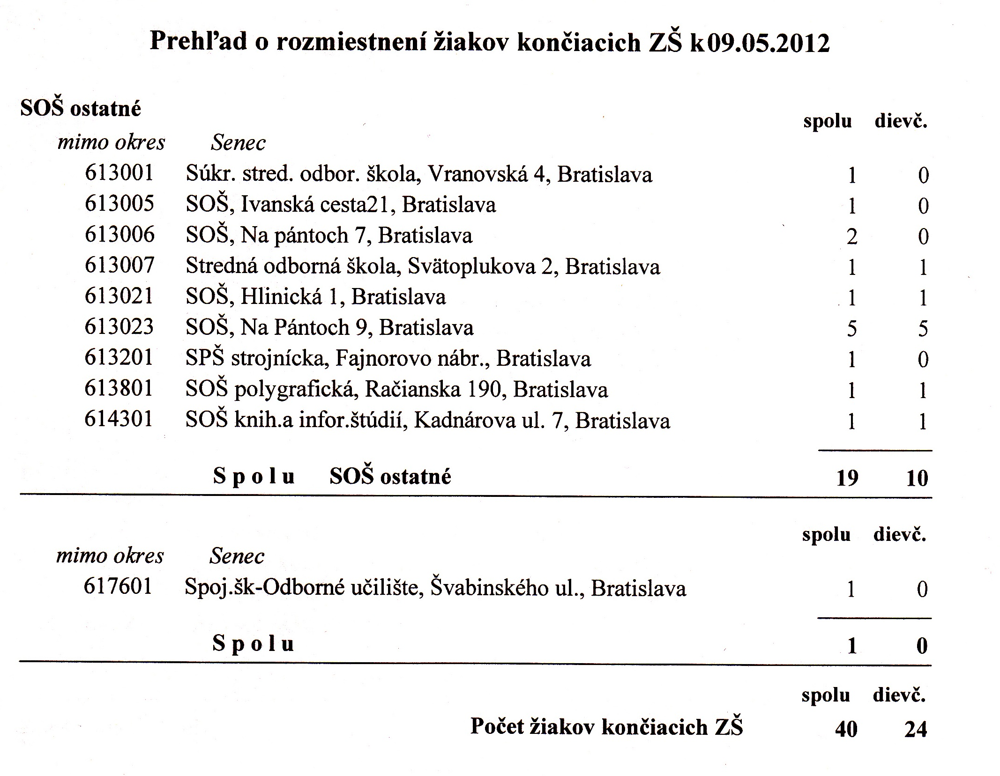 Prehľad o rozmiestnení žiakov končiacich ZŠ k 09.05.2012
SOŠ ostatné
spolu dievč.
mimo okres Senec
613001 Súkr. stred. odbor. škola, Vranovská 4, Bratislava 1 0
613005 SOŠ, Ivanská cesta21, Bratislava 1 0
613006 SOŠ, Na pántoch 7, Bratislava 2 0
613007 Stredná odborná škola, Svätoplukova 2, Bratislava 1 1
613021 SOŠ, Hlinická 1, Bratislava 1 1
613023 SOŠ, Na Pántoch 9, Bratislava 5 5
613201 SPŠ strojnícka, Fajnorovo nábr., Bratislava 1 0
613801 SOŠ polygrafická, Račianska 190, Bratislava 1 1
614301 SOŠ knih.a infor.štúdií, Kadnárova ul. 7, Bratislava 1 1
S p o l u SOŠ ostatné 19 10
spolu dievč.
mimo okres Senec
617601 Spoj.šk-Odborné učilište, Švabinského ul., Bratislava 1 0
S p o l u 1 0
spolu dievč.
Počet žiakov končiacich ZŠ 40 24